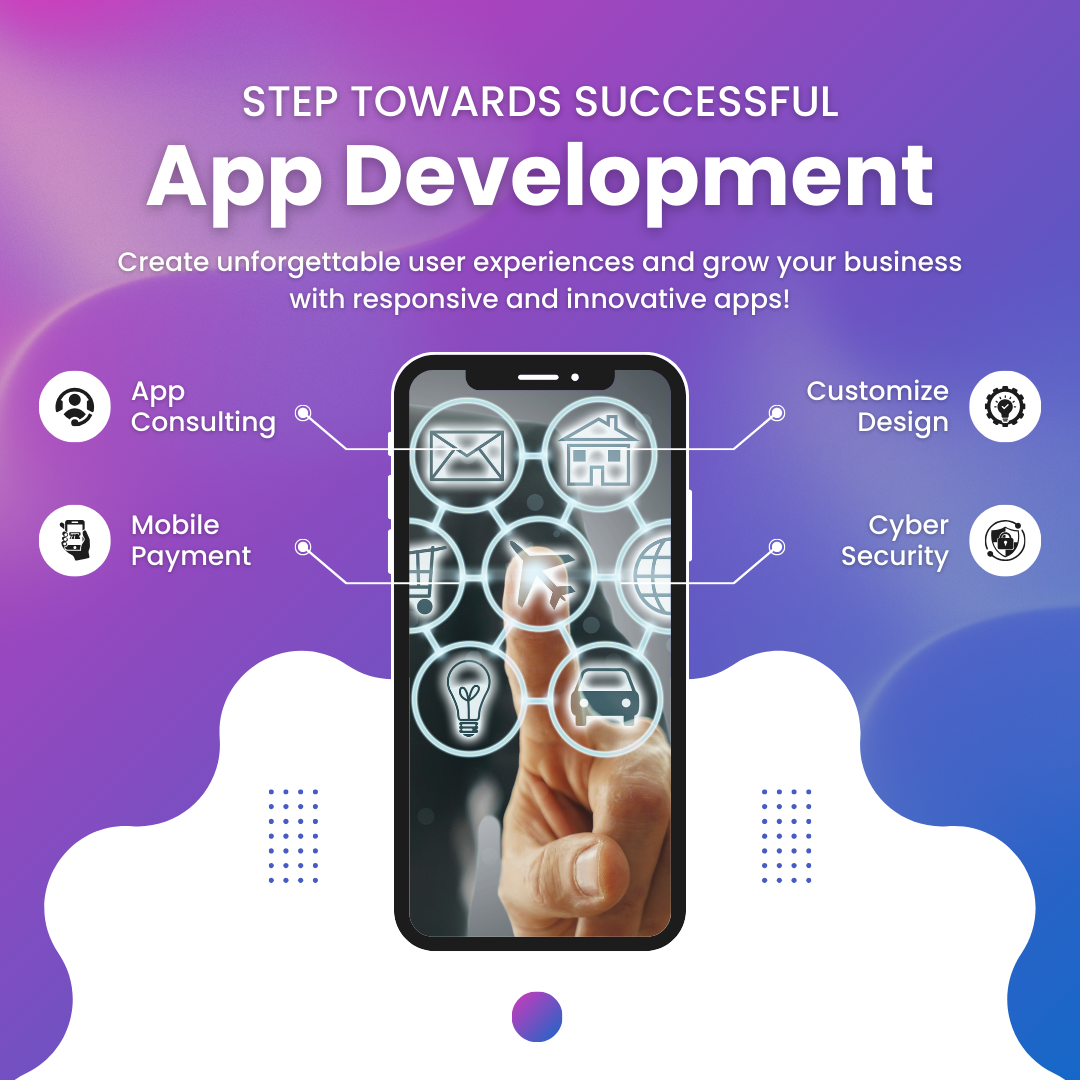 STEP TOWARDS SUCCESSFUL
App Development
Create unforgettable user experiences and grow your business
with responsive and innovative apps!
App
Consulting
Customize
Design
Mobile
Payment
Cyber
Security